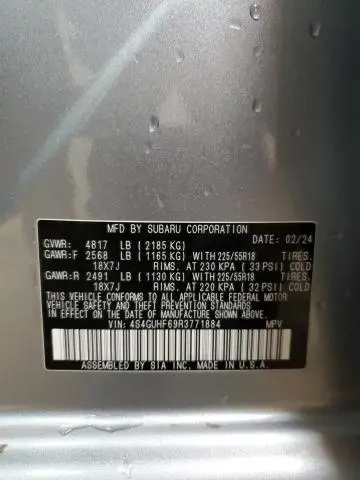 MFD BY SUBARU CORPORATION
GVWR: 4817 LB (2185 KG) DATE: 02/24
GAWR:F 2568 LB (1165 KG) WITH 225/55R18 TIRES.
18X7J RIMS. AT 230 KPA ( 33 PSI) COLD
GAWR:R 2491 LB (1130 KG) WITH 225/55R18 TIRES.
18X7J RIMS. AT 220 KPA ( 32 PSI) COLD
THIS VEHICLE CONFORMS TO ALL APPLICABLE FEDERAL MOTOR
VEHICLE SAFETY AND THEFT PREVENTION STANDARDS IN EFFECT
ON THE DATE OF MANUFACTURE SHOWN ABOVE.
VIN: 4S4GUHF69R3771884 MPV
ASSEMBLED BY SIA INC. MADE IN U.S.A.